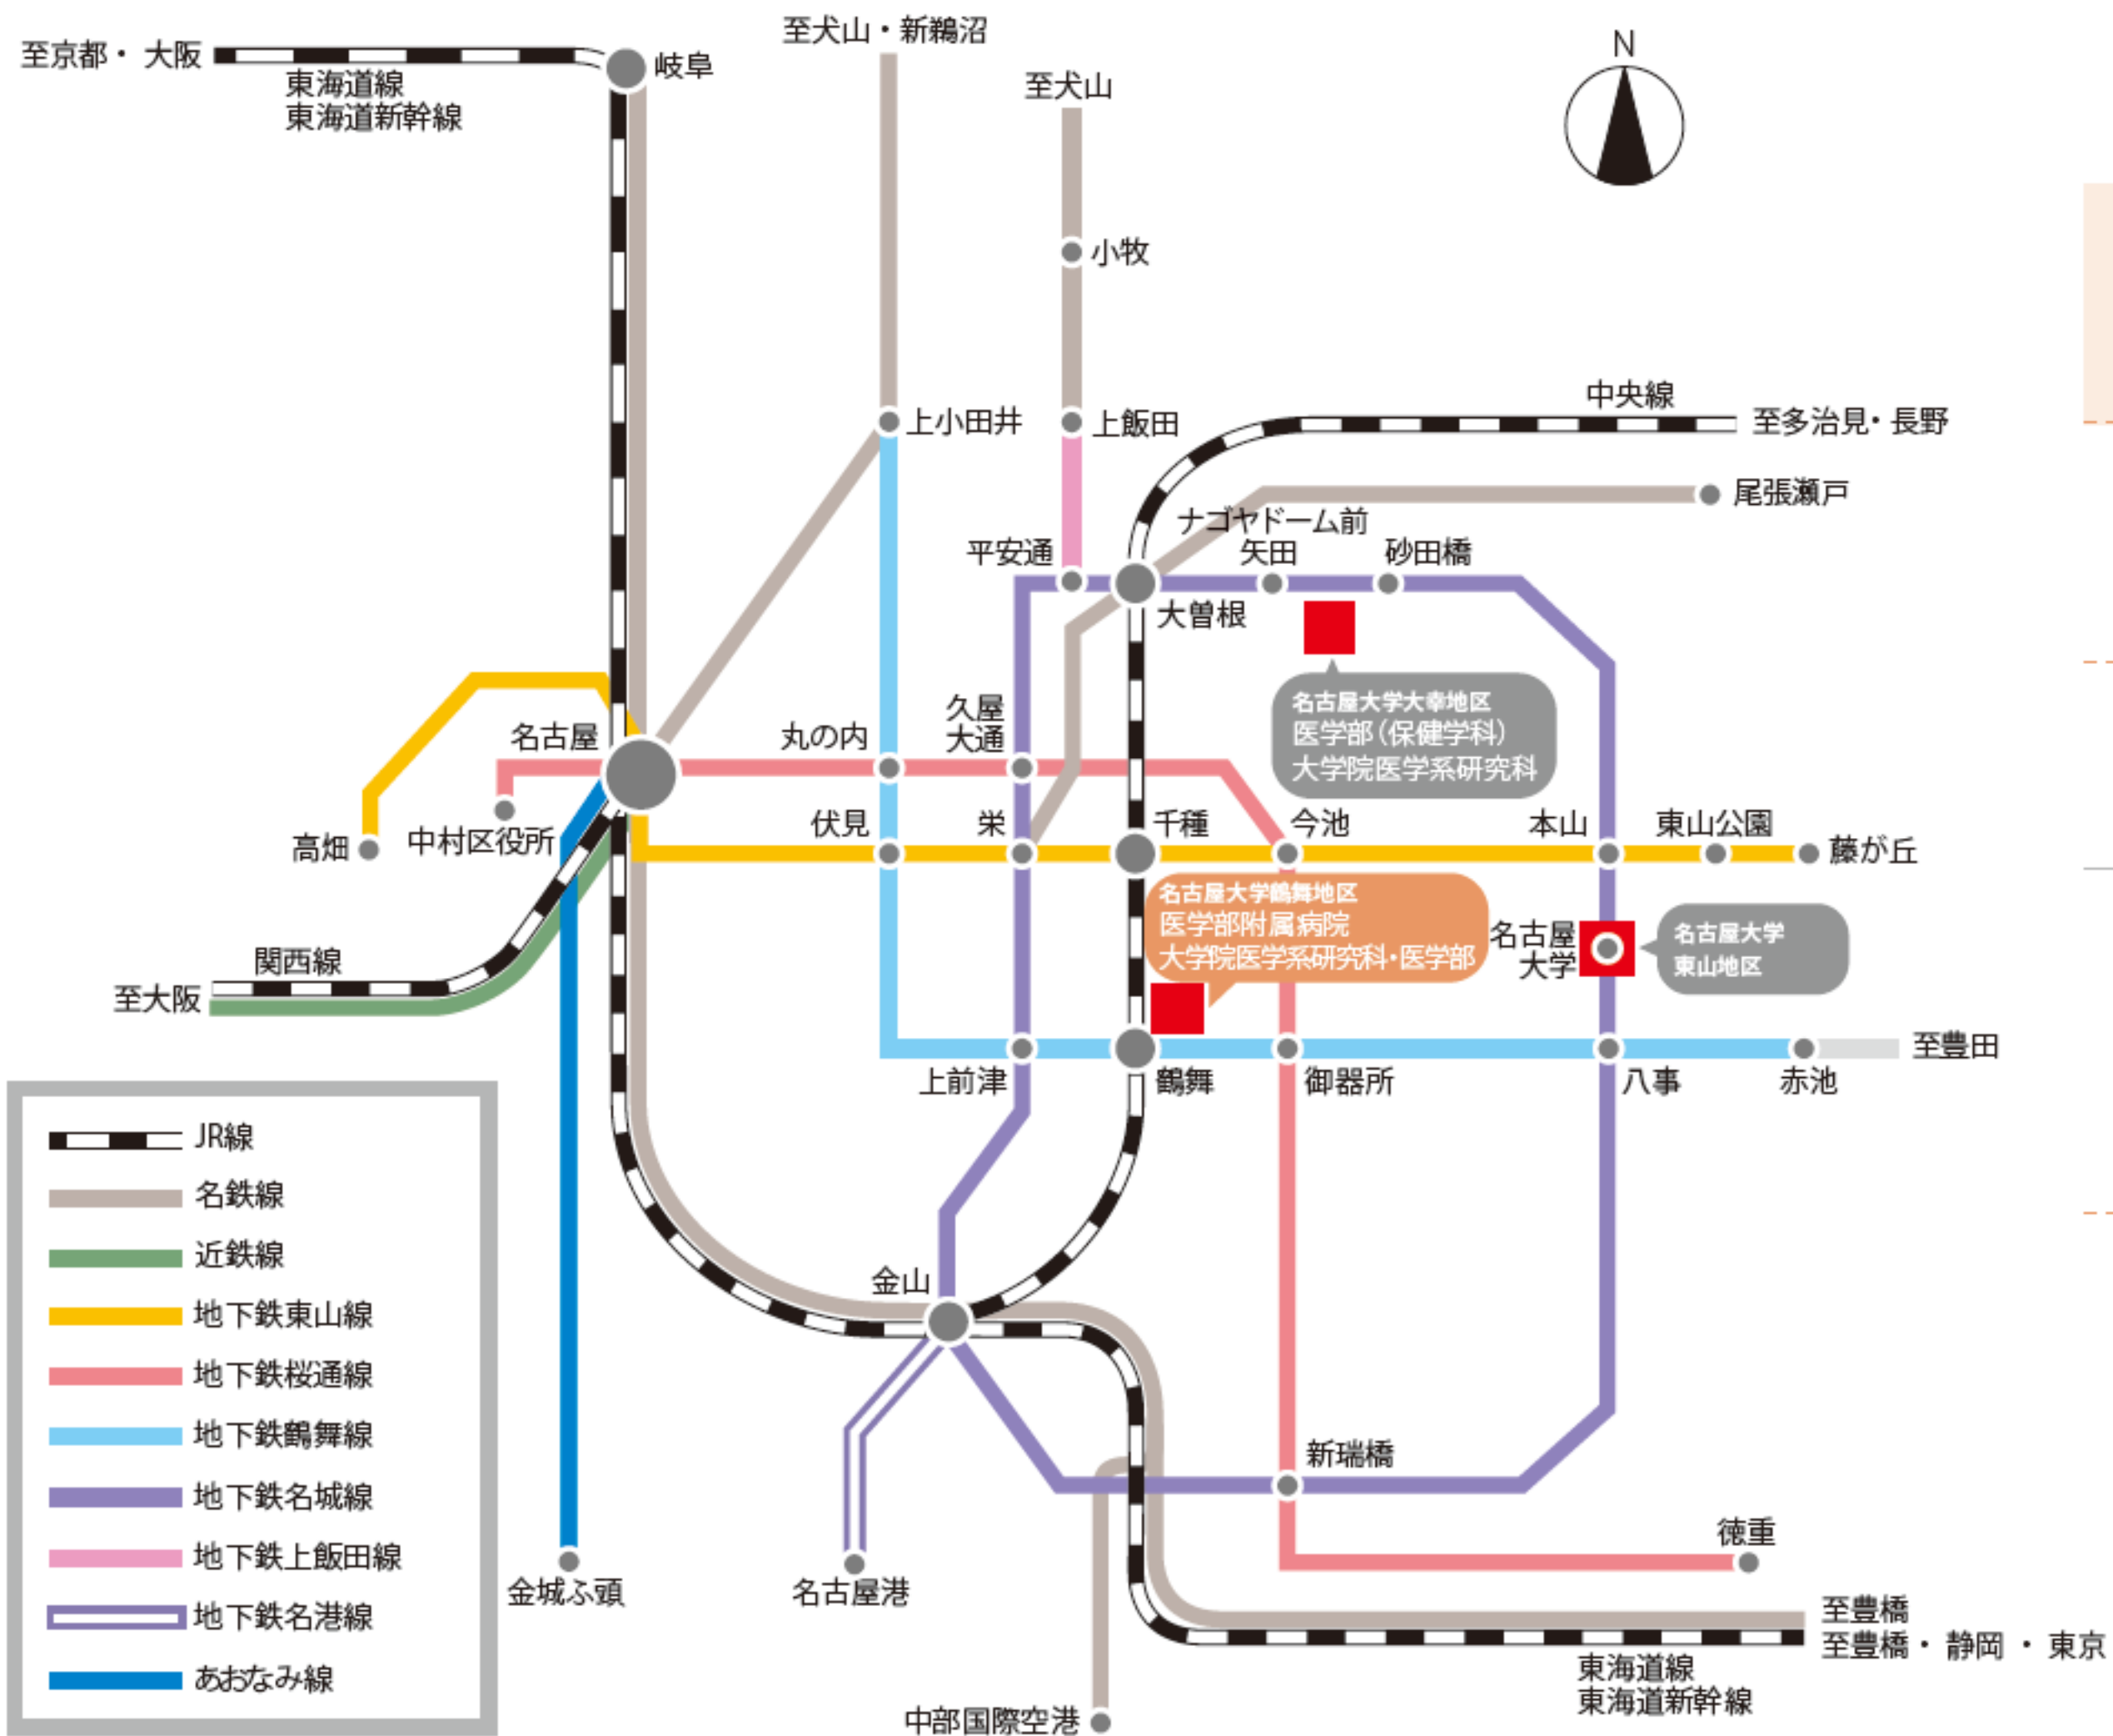 至犬山・新鵜沼
N
至京都・ 大阪
岐阜
東海道線
東海道新幹線
至犬山
小牧
中央線
上小田井
上飯田
至多治見・長野
尾張瀬戸
ナゴヤドーム前
平安通
矢田
砂田橋
大曽根
名古屋大学大幸地区
医学部(保健学科)
大学院医学系研究科
名古屋
丸の内
久屋
大通
高畑
中村区役所
伏見
栄
千種
今池
本山
東山公園
藤が丘
名古屋大学鶴舞地区
医学部附属病院
大学院医学系研究科・医学部
名古屋
大学
名古屋大学
東山地区
関西線
至大阪
至豊田
上前津
鶴舞
御器所
八事
赤池
JR線
名鉄線
近鉄線
地下鉄東山線
地下鉄桜通線
地下鉄鶴舞線
地下鉄名城線
地下鉄上飯田線
地下鉄名港線
あおなみ線
金山
新瑞橋
徳重
金城ふ頭
名古屋港
至豊橋
至豊橋・ 静岡 ・ 東京
東海道線
東海道新幹線
中部国際空港